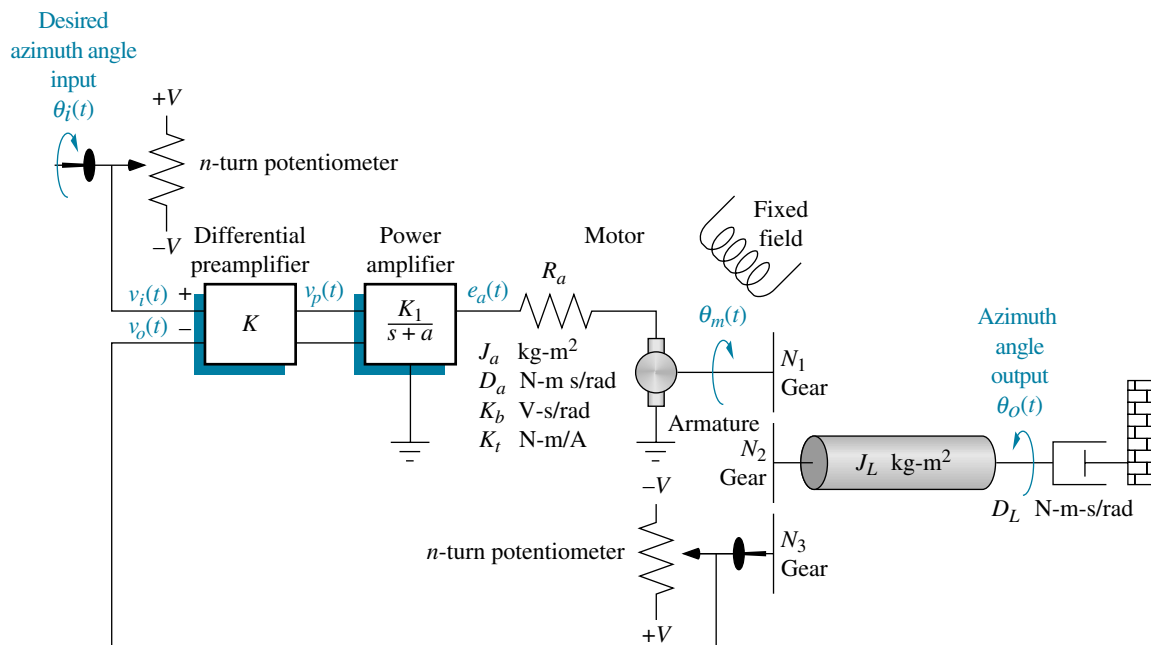 Desired
azimuth angle
input
θi(t)
+V
n-turn potentiometer
−V
Differential
preamplifier
Power
amplifier
Motor
Fixed
field
Ra
vi(t)
+
vo(t)
−
K
vp(t)
K1
s + a
ea(t)
θm(t)
Ja kg-m²
Da N-m s/rad
Kb V-s/rad
Kt N-m/A
Armature
N1
Gear
N2
Gear
JL kg-m²
Azimuth
angle
output
θo(t)
DL N-m-s/rad
−V
n-turn potentiometer
+V
N3
Gear